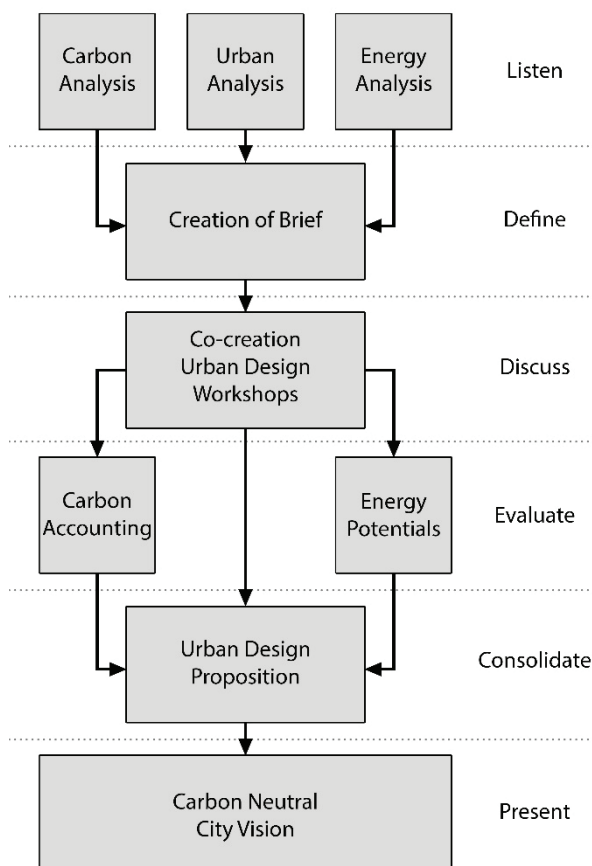 Carbon
Analysis
Urban
Analysis
Energy
Analysis
Listen
Creation of Brief
Define
Co-creation
Urban Design
Workshops
Discuss
Carbon
Accounting
Energy
Potentials
Evaluate
Urban Design
Proposition
Consolidate
Carbon Neutral
City Vision
Present